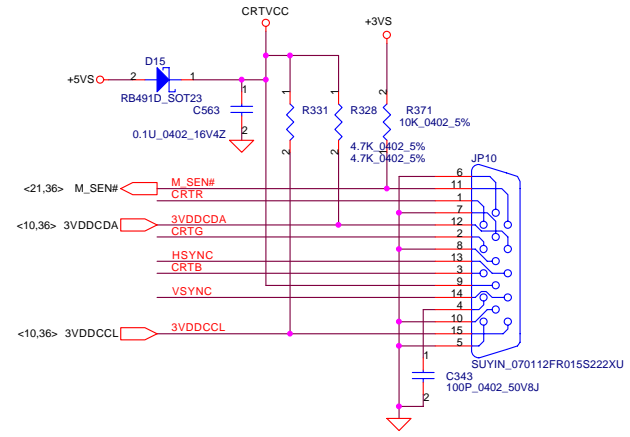 CRTVCC
+3VS
D15
+5VS 2 1
RB491D_SOT23
C563
1
2
0.1U_0402_16V4Z
R331
1
2
R328
1
2
4.7K_0402_5%
4.7K_0402_5%
R371
10K_0402_5%
2
1
JP10
<21,36> M_SEN# M_SEN#
CRTR
<10,36> 3VDDCDA 3VDDCDA
CRTG
HSYNC
CRTB
VSYNC
<10,36> 3VDDCCL 3VDDCCL
6
11
1
7
12
2
8
13
3
9
14
4
10
15
5
SUYIN_070112FR015S222XU
1
C343
100P_0402_50V8J
2